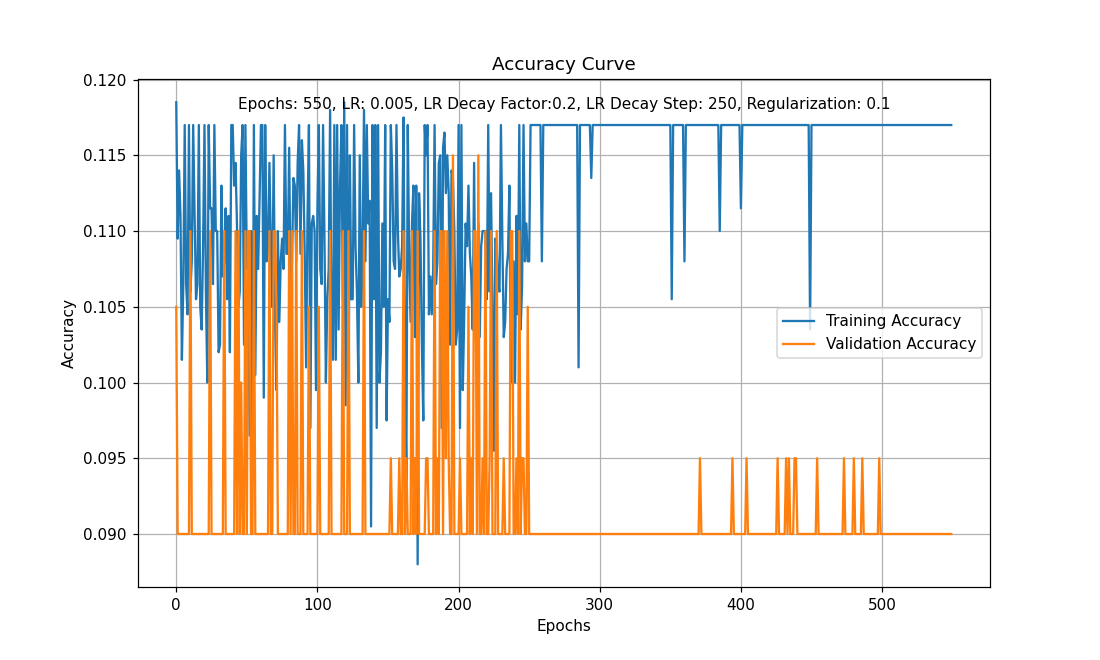 Accuracy Curve
Epochs: 550, LR: 0.005, LR Decay Factor:0.2, LR Decay Step: 250, Regularization: 0.1
0.120
0.115
0.110
0.105
0.100
0.095
0.090
Accuracy
Training Accuracy
Validation Accuracy
0 100 200 300 400 500
Epochs